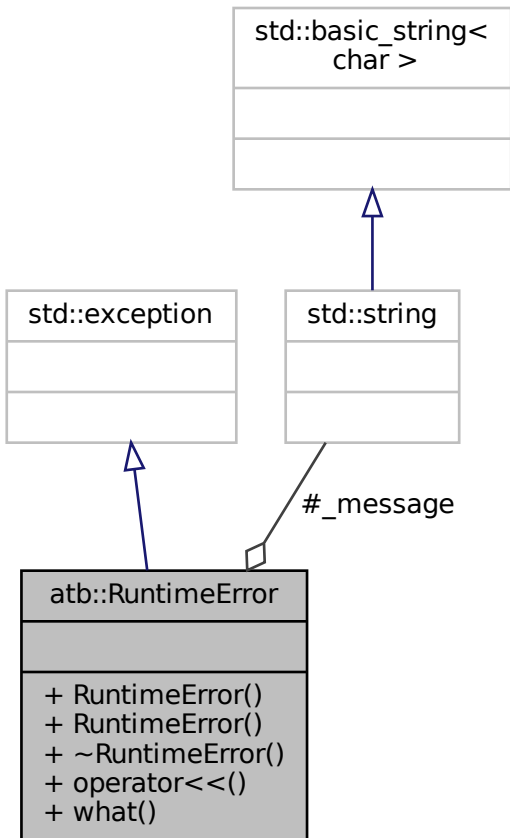 std::basic_string<
char >
std::exception
std::string
#_message
atb::RuntimeError
+ RuntimeError()
+ RuntimeError()
+ ~RuntimeError()
+ operator<<()
+ what()